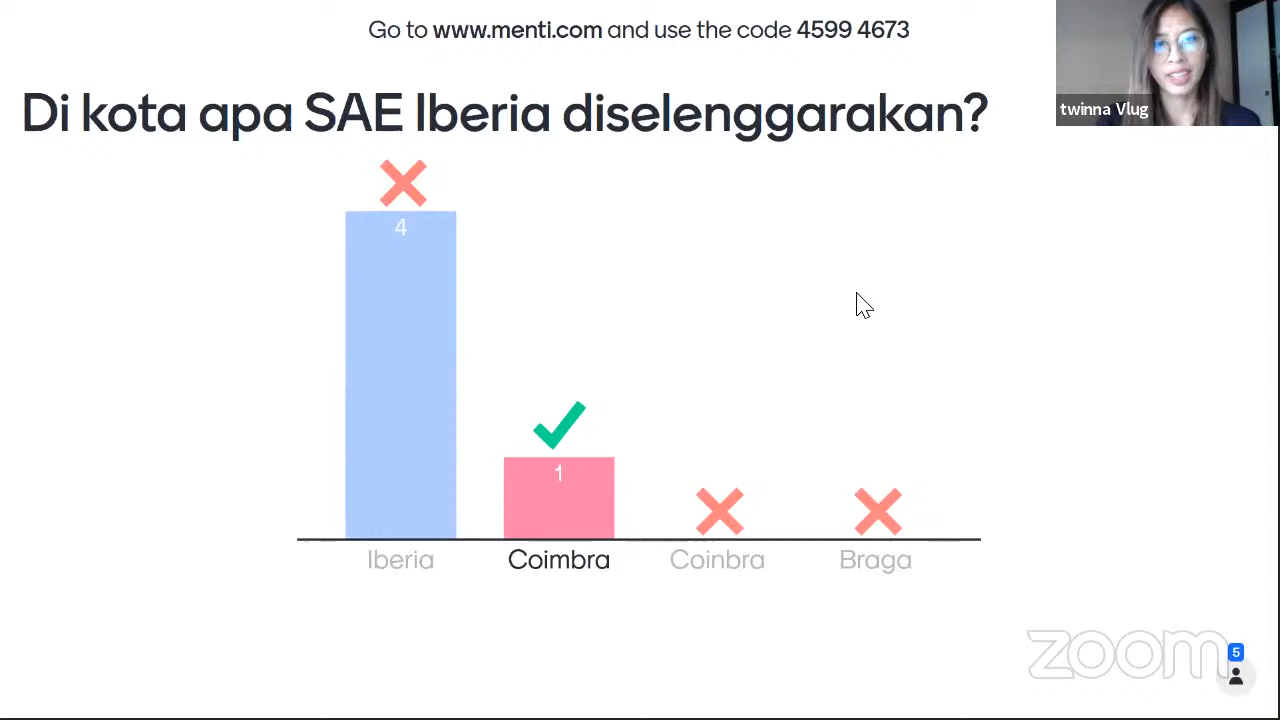 Go to www.menti.com and use the code 4599 4673
twinna Vlug
Di kota apa SAE Iberia diselenggarakan?
4
1
Iberia
Coimbra
Coinbra
Braga
zoom
5